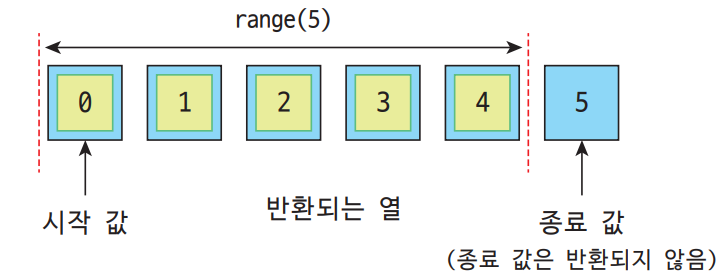 range(5)
0 1 2 3 4 5
시작 값 반환되는 열 종료 값
(종료 값은 반환되지 않음)